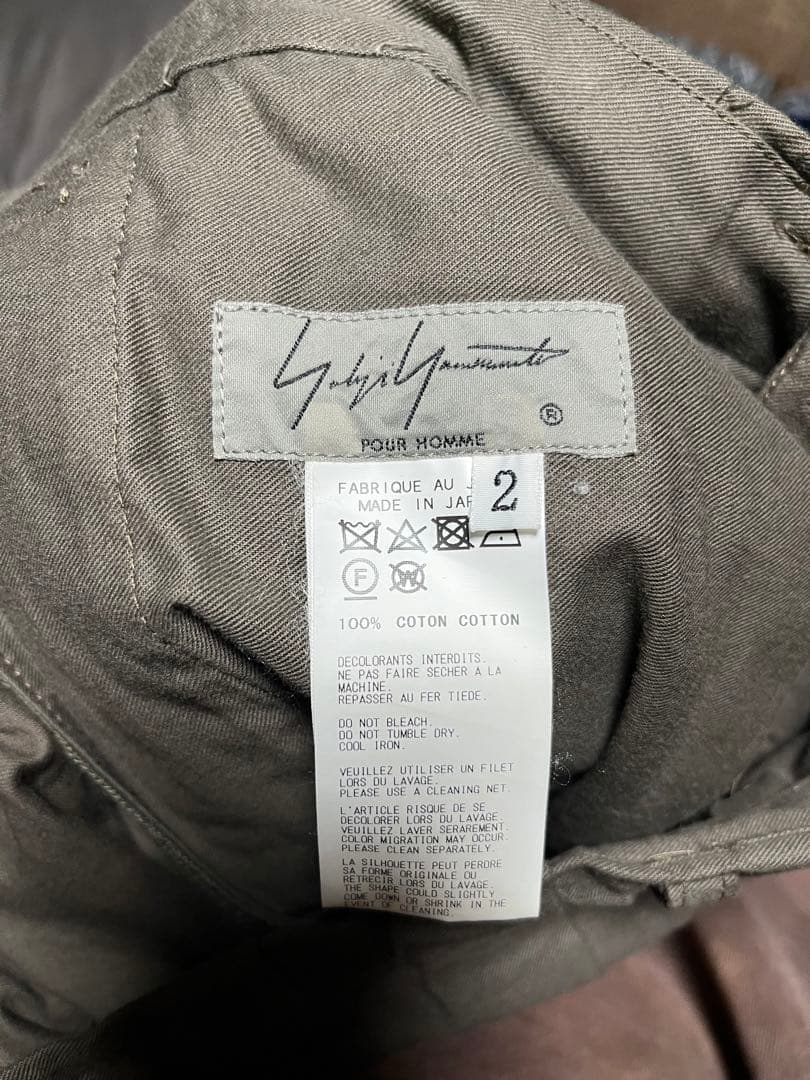 Yohji Yamamoto
®
POUR HOMME
2
FABRIQUE AU J
MADE IN JAP
F
W
100% COTON COTTON
DECOLORANTS INTERDITS.
NE PAS FAIRE SECHER A LA
MACHINE.
REPASSER AU FER TIEDE.
DO NOT BLEACH.
DO NOT TUMBLE DRY.
COOL IRON.
VEUILLEZ UTILISER UN FILET
LORS DU LAVAGE.
PLEASE USE A CLEANING NET.
L'ARTICLE RISQUE DE SE
DECOLORER LORS DU LAVAGE.
VEUILLEZ LAVER SERAREMENT.
COLOR MIGRATION MAY OCCUR.
PLEASE CLEAN SEPARATELY.
LA SILHOUETTE PEUT PERDRE
SA FORME ORIGINALE OU
RETRECIR LORS DU LAVAGE.
THE SHAPE COULD SLIGHTLY
COME DOWN OR SHRINK IN THE
EVENT OF CLEANING.